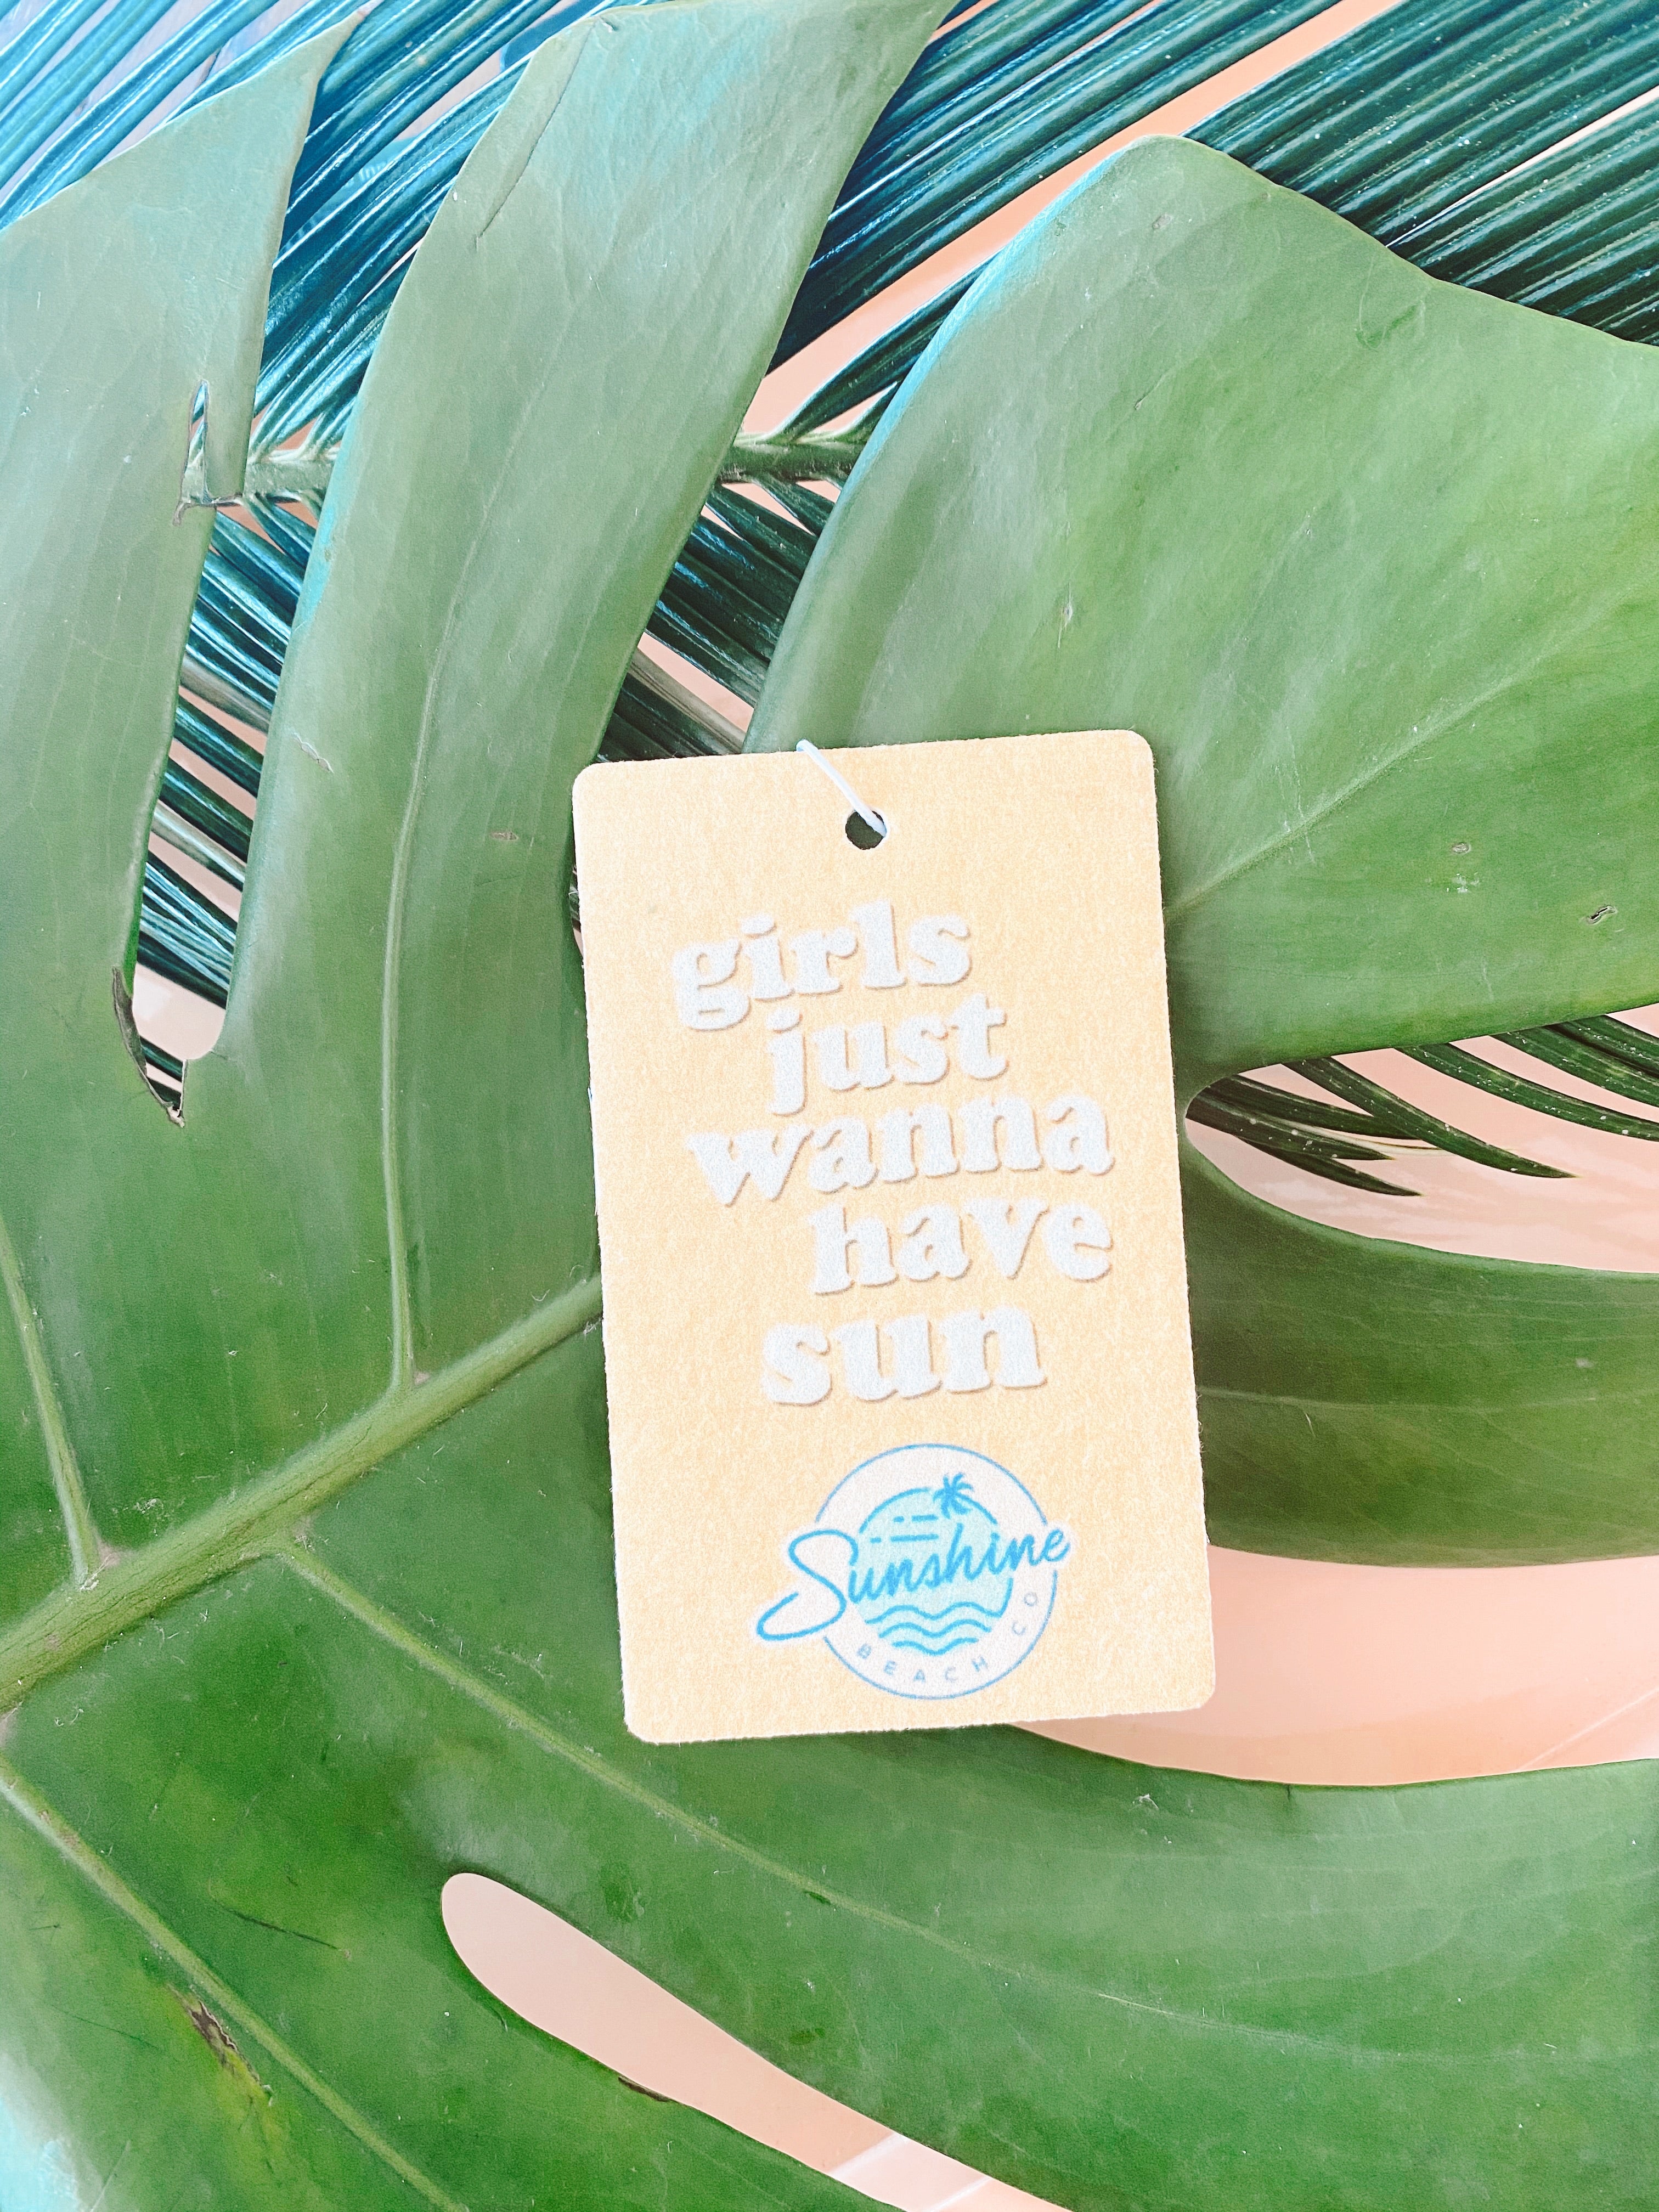 girls
just
wanna
have
sun
Sunshine
BEACH CO